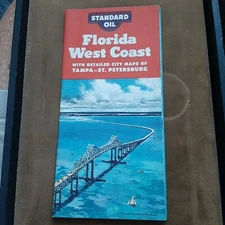 STANDARD
OIL
Florida
West Coast
WITH DETAILED CITY MAPS OF
TAMPA-ST. PETERSBURG